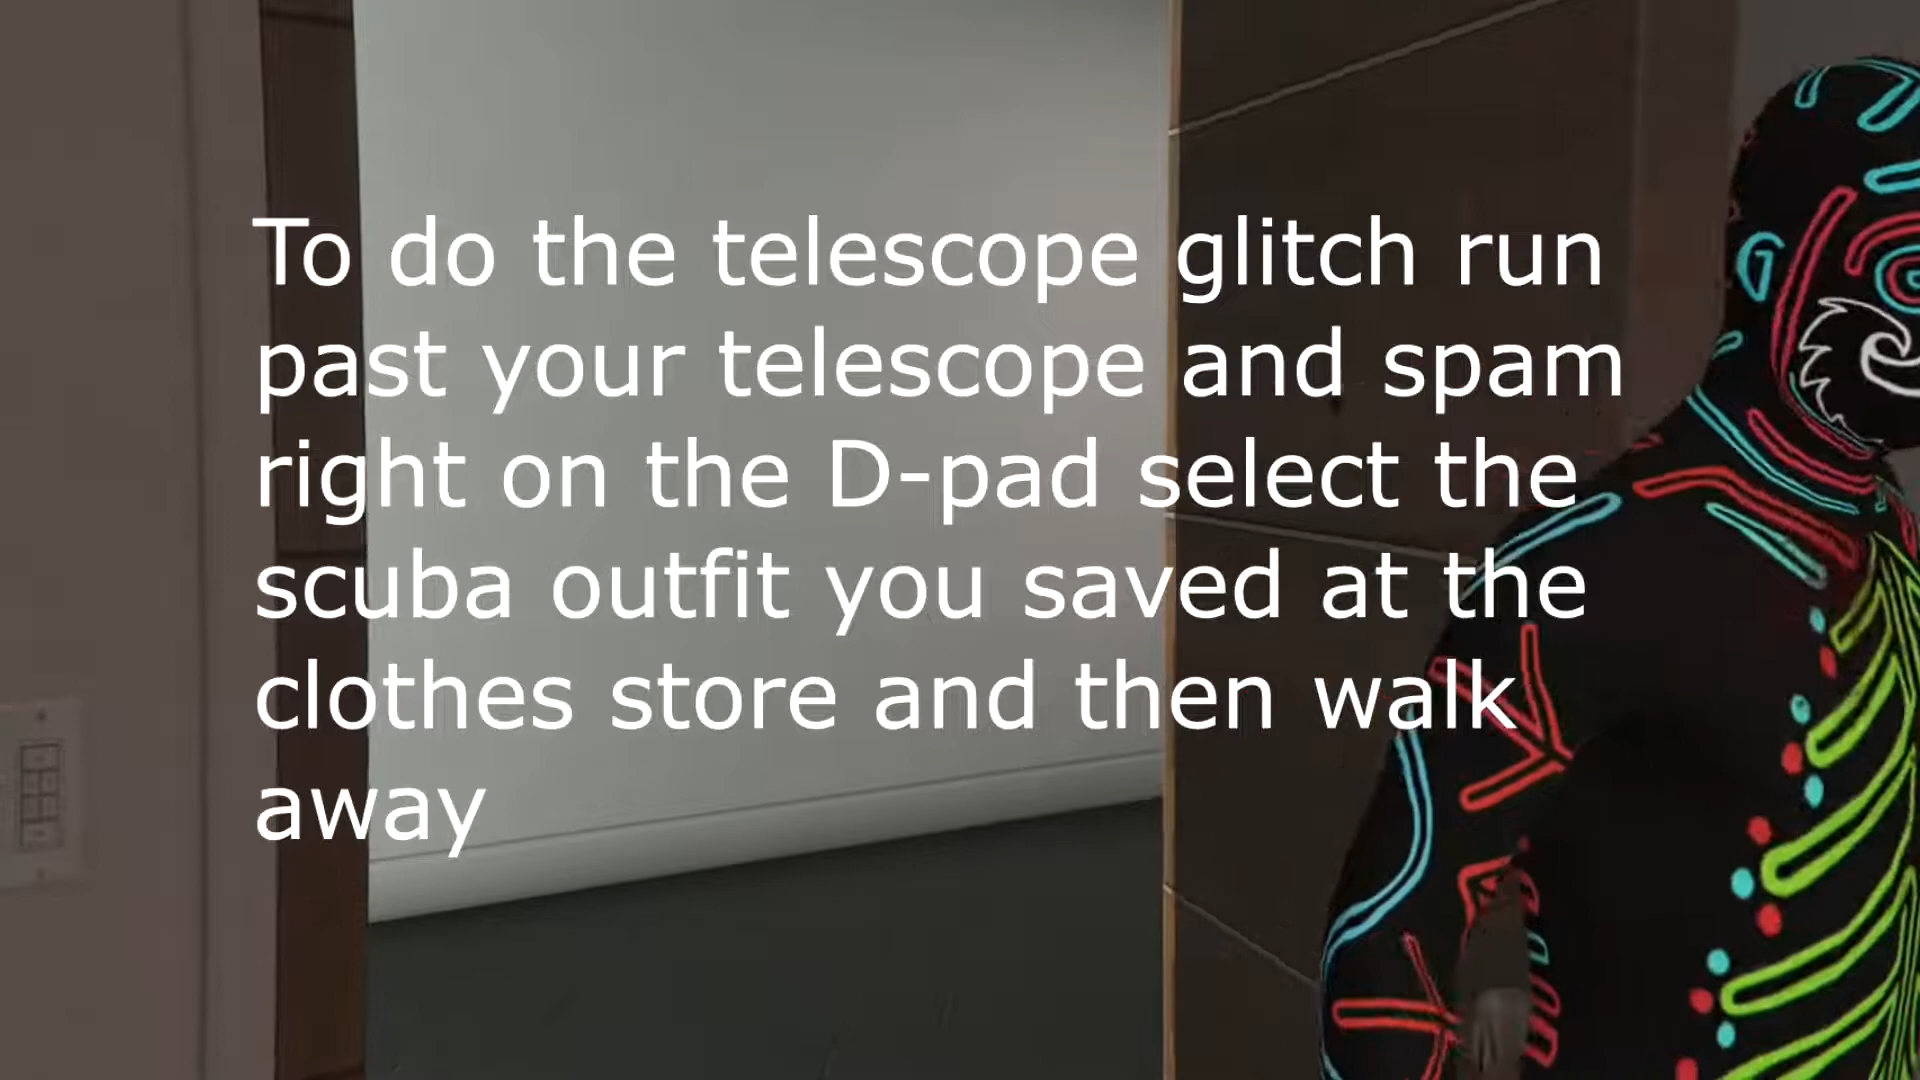 To do the telescope glitch run
past your telescope and spam
right on the D-pad select the
scuba outfit you saved at the
clothes store and then walk
away